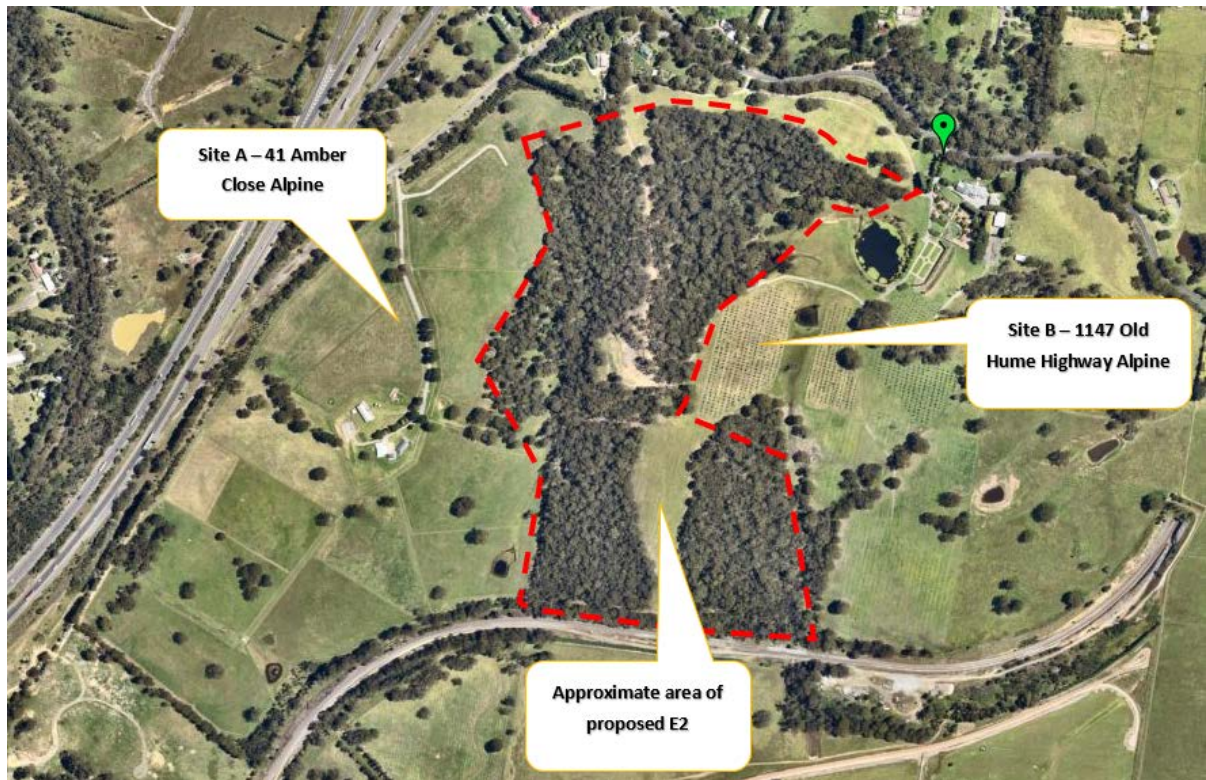 Site A – 41 Amber
Close Alpine
Site B – 1147 Old
Hume Highway Alpine
Approximate area of
proposed E2